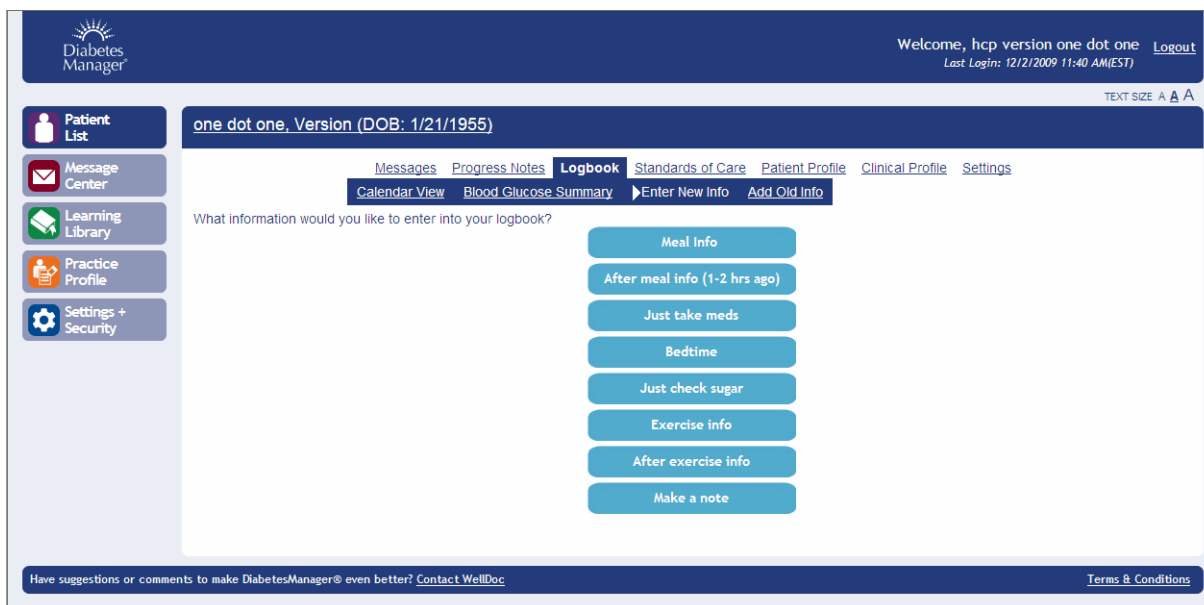 Diabetes
Manager®
Welcome, hcp version one dot one Logout
Last Login: 12/2/2009 11:40 AM(EST)
TEXT SIZE A A A
Patient
List
Message
Center
Learning
Library
Practice
Profile
Settings +
Security
one dot one, Version (DOB: 1/21/1955)
Messages Progress Notes Logbook Standards of Care Patient Profile Clinical Profile Settings
Calendar View Blood Glucose Summary Enter New Info Add Old Info
What information would you like to enter into your logbook?
Meal Info
After meal info (1-2 hrs ago)
Just take meds
Bedtime
Just check sugar
Exercise info
After exercise info
Make a note
Have suggestions or comments to make DiabetesManager® even better? Contact WellDoc
Terms & Conditions